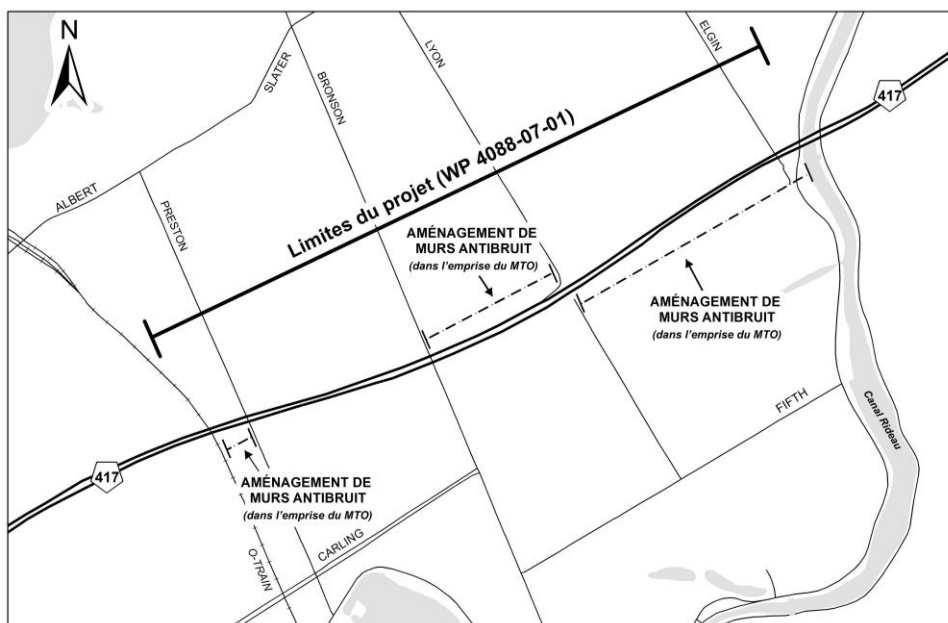 N
SLATER
BRONSON
LYON
ELGIN
417
Limites du projet (WP 4088-07-01)
ALBERT
PRESTON
AMÉNAGEMENT DE
MURS ANTIBRUIT
(dans l'emprise du MTO)
AMÉNAGEMENT DE
MURS ANTIBRUIT
(dans l'emprise du MTO)
FIFTH
Canal Rideau
417
AMÉNAGEMENT DE
MURS ANTIBRUIT
(dans l'emprise du MTO)
CARLING
O-TRAIN